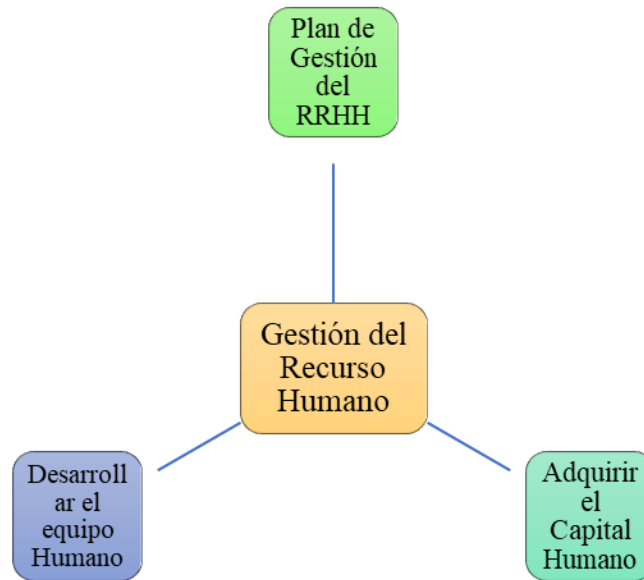 Plan de
Gestión
del
RRHH
Gestión del
Recurso
Humano
Desarroll
ar el
equipo
Humano
Adquirir
el
Capital
Humano